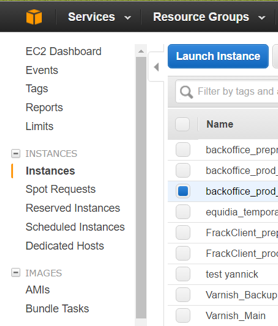 Services Resource Groups
EC2 Dashboard
Events
Tags
Reports
Limits
INSTANCES
Instances
Spot Requests
Reserved Instances
Scheduled Instances
Dedicated Hosts
IMAGES
AMIs
Bundle Tasks
Launch Instance
Filter by tags and
Name
backoffice_prepr
backoffice_prod_
backoffice_prod_
equidia_tempora
FrackClient_prep
FrackClient_prod
test yannick
Varnish_Backup
Varnish_Main